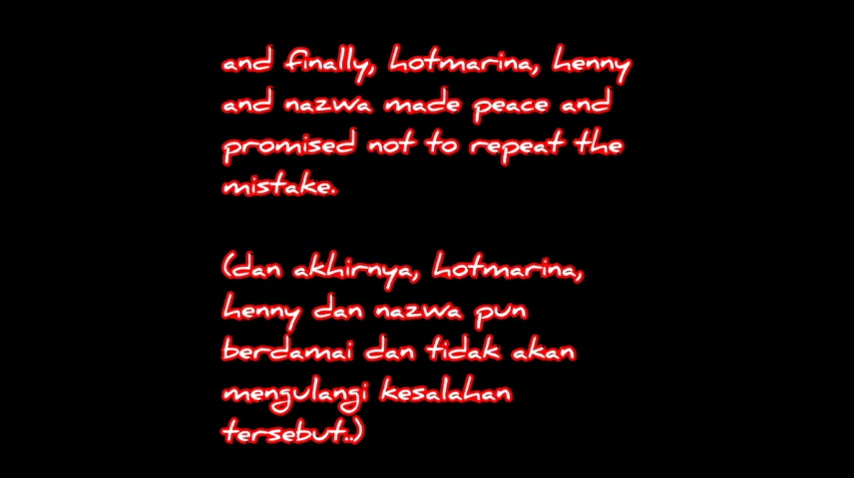 and finally, hotmarina, henny
and nazwa made peace and
promised not to repeat the
mistake.
(dan akhirnya, hotmarina,
henny dan nazwa pun
berdamai dan tidak akan
mengulangi kesalahan
tersebut..)